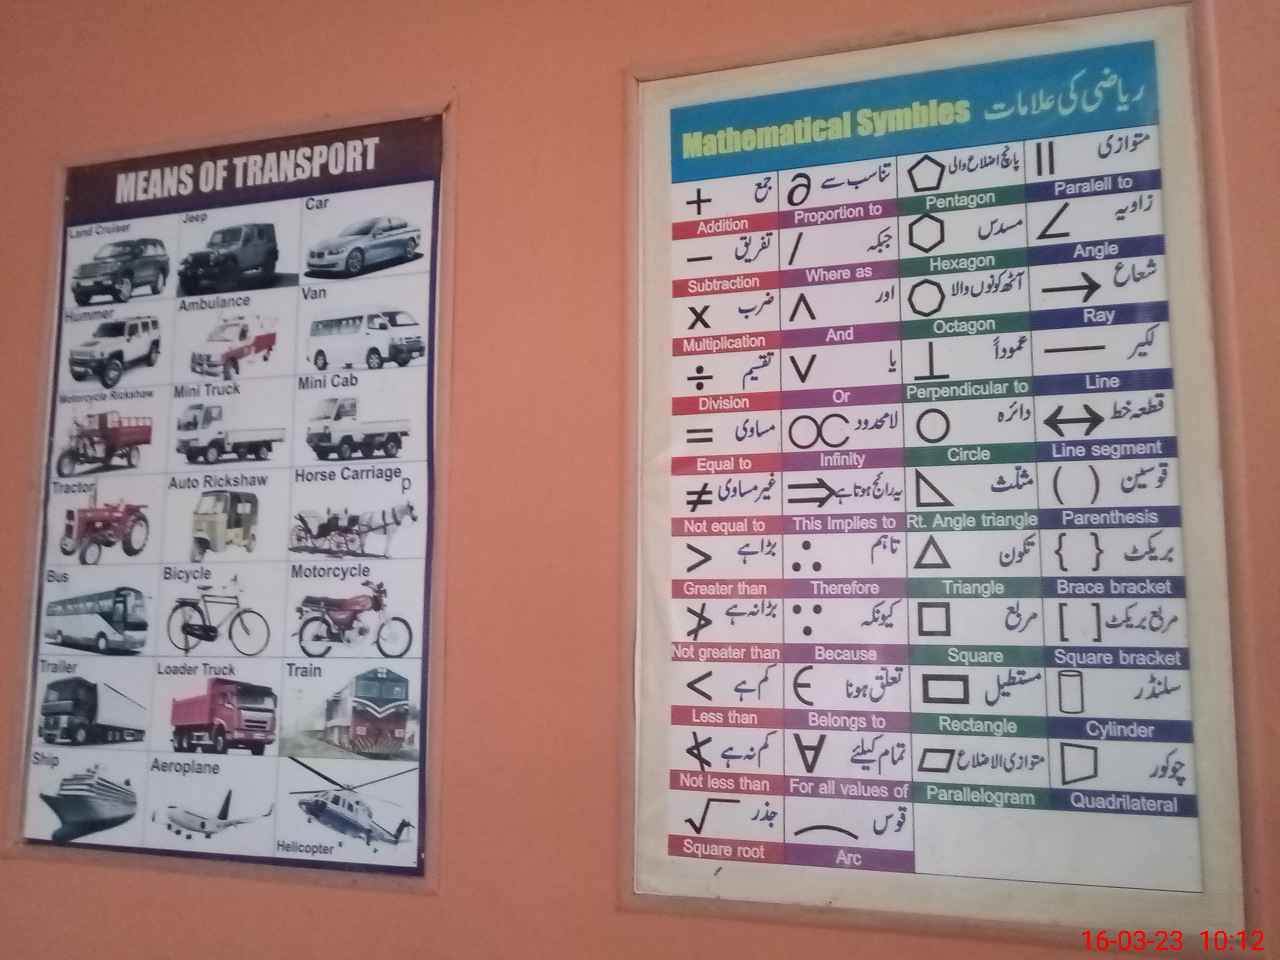 MEANS OF TRANSPORT
Land Cruiser
Jeep
Car
Hummer
Ambulance
Van
Motorcycle Rickshaw
Mini Truck
Mini Cab
Tractor
Auto Rickshaw
Horse Carriage
p
Bus
Bicycle
Motorcycle
Trailer
Loader Truck
Train
Ship
Aeroplane
Helicopter
Mathematical Symbles ریاضی کی علامات
+ جمع
Addition
∂ تناسب سے
Proportion to
پانچ اضلاع والی
Pentagon
|| متوازی
Paralell to
− تفریق
Subtraction
/ جبکہ
Where as
مسدس
Hexagon
∠ زاویہ
Angle
x ضرب
Multiplication
∧ اور
And
آٹھ کونوں والا
Octagon
→ شعاع
Ray
÷ تقسیم
Division
∨ یا
Or
⊥ عموداً
Perpendicular to
لکیر
Line
= مساوی
Equal to
∞ لامحدود
Infinity
دائرہ
Circle
↔ قطعہ خط
Line segment
≠ غیر مساوی
Not equal to
⇒ یہ رائج ہوتا ہے
This Implies to
مثلث
Rt. Angle triangle
( ) قوسین
Parenthesis
> بڑا ہے
Greater than
∴ تاہم
Therefore
△ تکون
Triangle
{ } بریکٹ
Brace bracket
≯ بڑا نہ ہے
Not greater than
∵ کیونکہ
Because
□ مربع
Square
[ ] مربع بریکٹ
Square bracket
< کم ہے
Less than
∈ تعلق ہونا
Belongs to
مستطیل
Rectangle
سلنڈر
Cylinder
≮ کم نہ ہے
Not less than
∀ تمام کیلئے
For all values of
متوازی الاضلاع
Parallelogram
چوکور
Quadrilateral
√ جذر
Square root
قوس
Arc
16-03-23 10:12